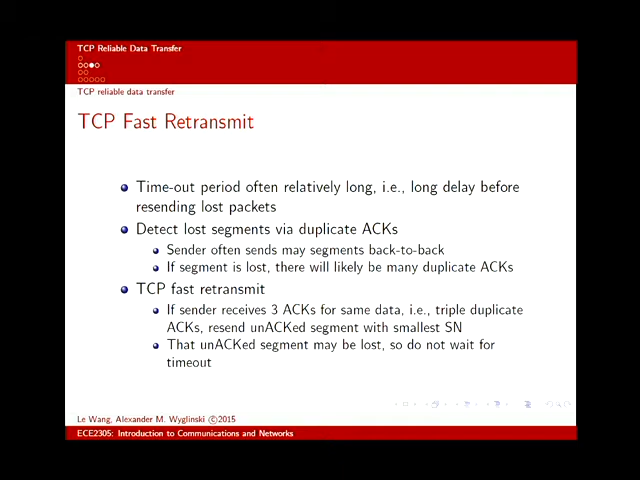 TCP Reliable Data Transfer
TCP reliable data transfer
TCP Fast Retransmit
Time-out period often relatively long, i.e., long delay before
resending lost packets
Detect lost segments via duplicate ACKs
Sender often sends may segments back-to-back
If segment is lost, there will likely be many duplicate ACKs
TCP fast retransmit
If sender receives 3 ACKs for same data, i.e., triple duplicate
ACKs, resend unACKed segment with smallest SN
That unACKed segment may be lost, so do not wait for
timeout
Le Wang, Alexander M. Wyglinski ©2015
ECE2305: Introduction to Communications and Networks